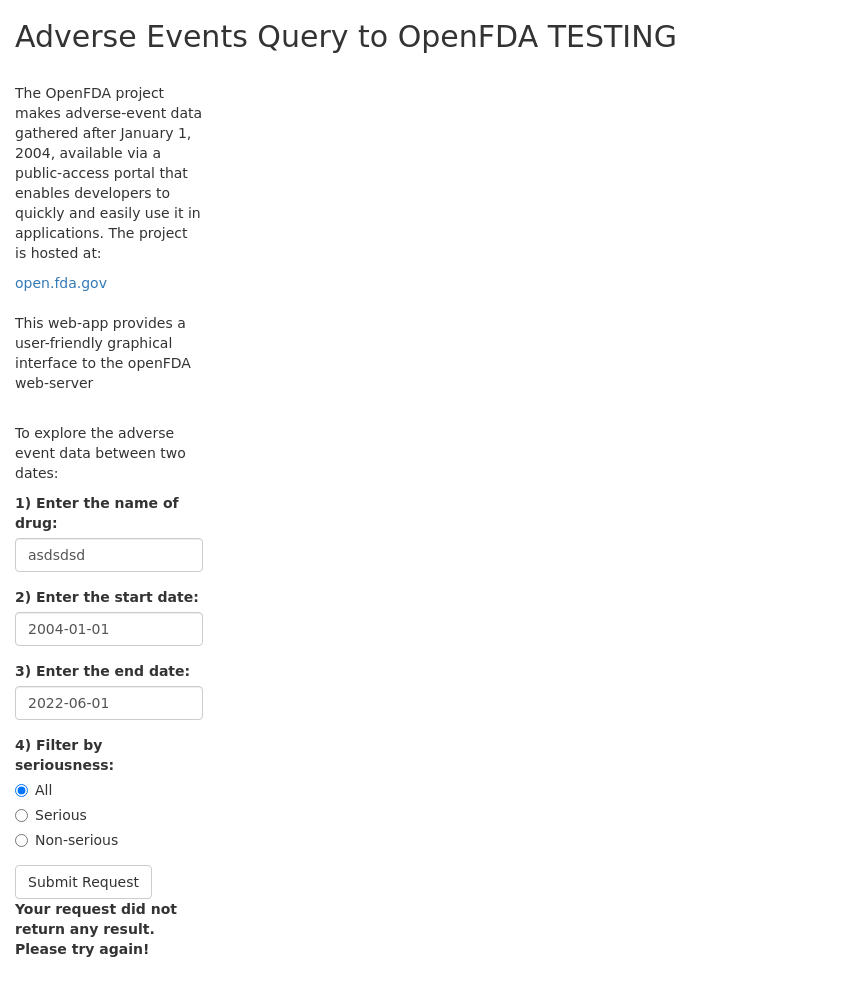 Adverse Events Query to OpenFDA TESTING
The OpenFDA project
makes adverse-event data
gathered after January 1,
2004, available via a
public-access portal that
enables developers to
quickly and easily use it in
applications. The project
is hosted at:
open.fda.gov
This web-app provides a
user-friendly graphical
interface to the openFDA
web-server
To explore the adverse
event data between two
dates:
1) Enter the name of
drug:
asdsdsd
2) Enter the start date:
2004-01-01
3) Enter the end date:
2022-06-01
4) Filter by
seriousness:
All
Serious
Non-serious
Submit Request
Your request did not
return any result.
Please try again!